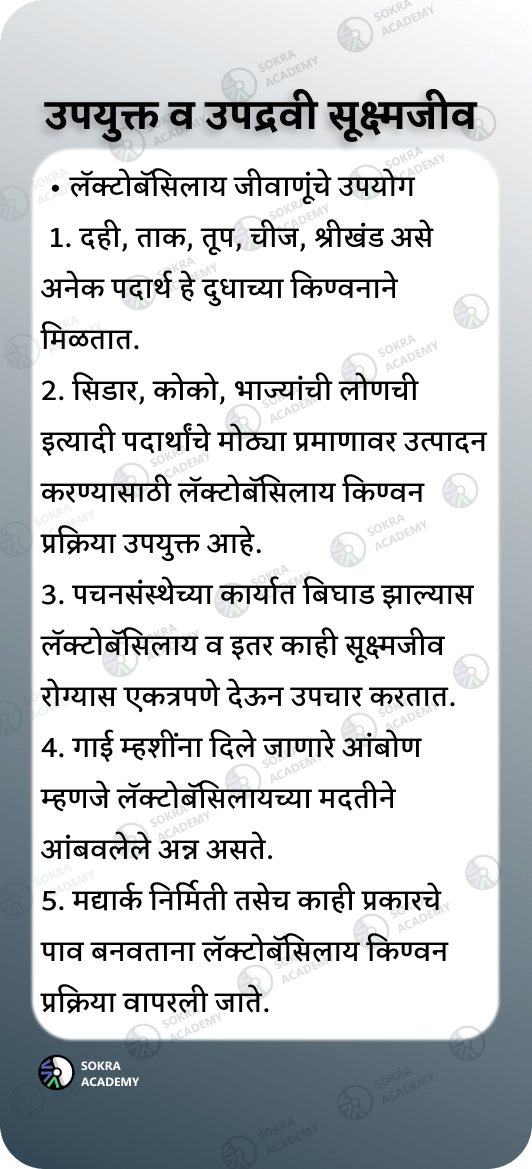 उपयुक्त व उपद्रवी सूक्ष्मजीव
• लॅक्टोबॅसिलाय जीवाणूंचे उपयोग
1. दही, ताक, तूप, चीज, श्रीखंड असे
अनेक पदार्थ हे दुधाच्या किण्वनाने
मिळतात.
2. सिडार, कोको, भाज्यांची लोणची
इत्यादी पदार्थांचे मोठ्या प्रमाणावर उत्पादन
करण्यासाठी लॅक्टोबॅसिलाय किण्वन
प्रक्रिया उपयुक्त आहे.
3. पचनसंस्थेच्या कार्यात बिघाड झाल्यास
लॅक्टोबॅसिलाय व इतर काही सूक्ष्मजीव
रोग्यास एकत्रपणे देऊन उपचार करतात.
4. गाई म्हशींना दिले जाणारे आंबोण
म्हणजे लॅक्टोबॅसिलायच्या मदतीने
आंबवलेले अन्न असते.
5. मद्यार्क निर्मिती तसेच काही प्रकारचे
पाव बनवताना लॅक्टोबॅसिलाय किण्वन
प्रक्रिया वापरली जाते.
SOKRA
ACADEMY